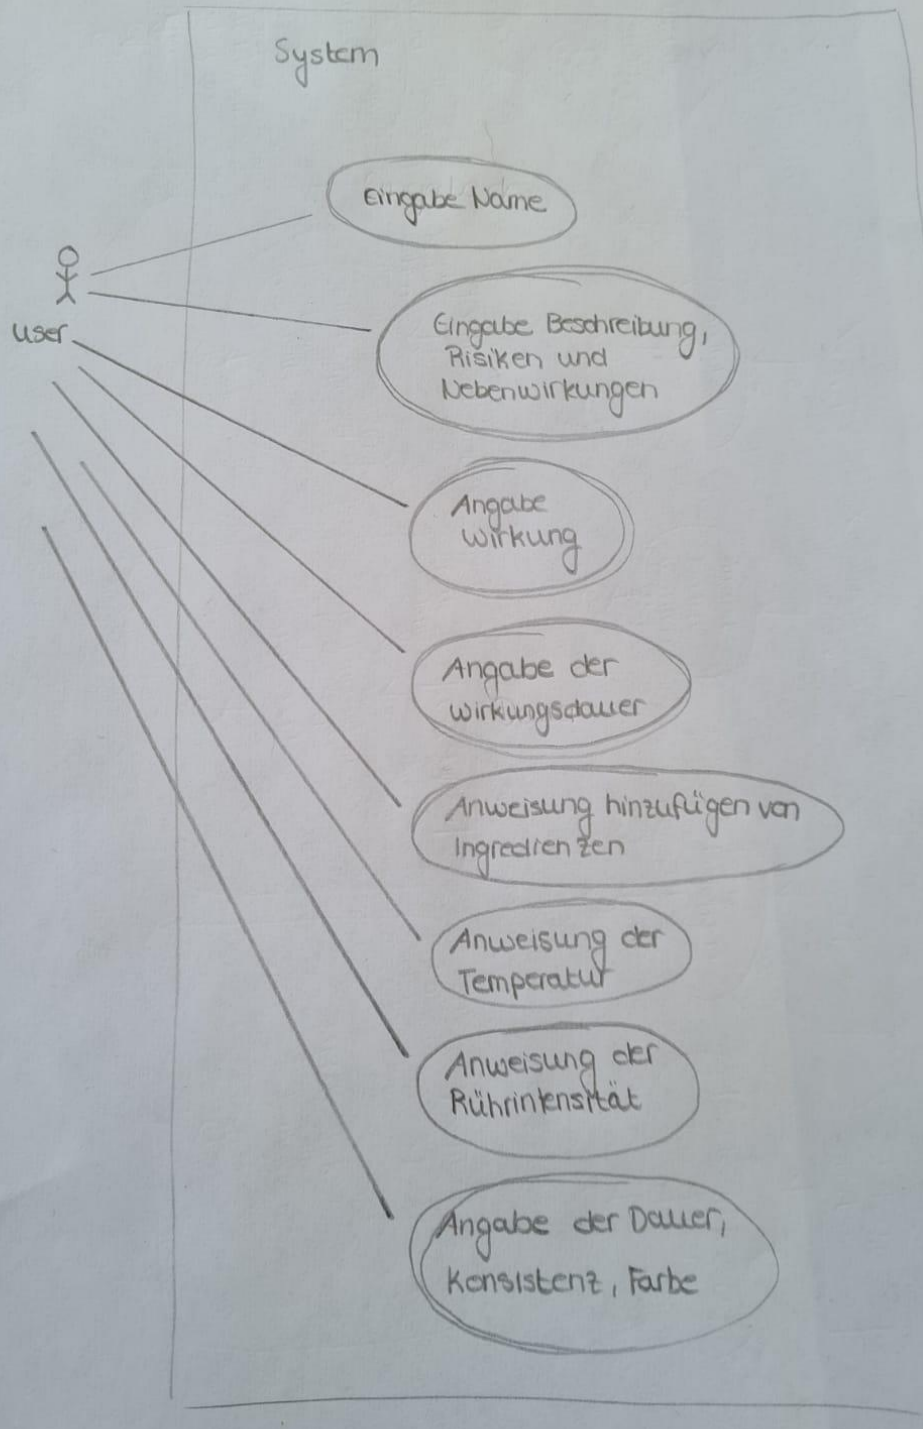 System
Eingabe Name
user
Eingabe Beschreibung,
Risiken und
Nebenwirkungen
Angabe
Wirkung
Angabe der
Wirkungsdauer
Anweisung hinzufügen von
Ingredienzen
Anweisung der
Temperatur
Anweisung der
Rührintensität
Angabe der Dauer,
Konsistenz, Farbe